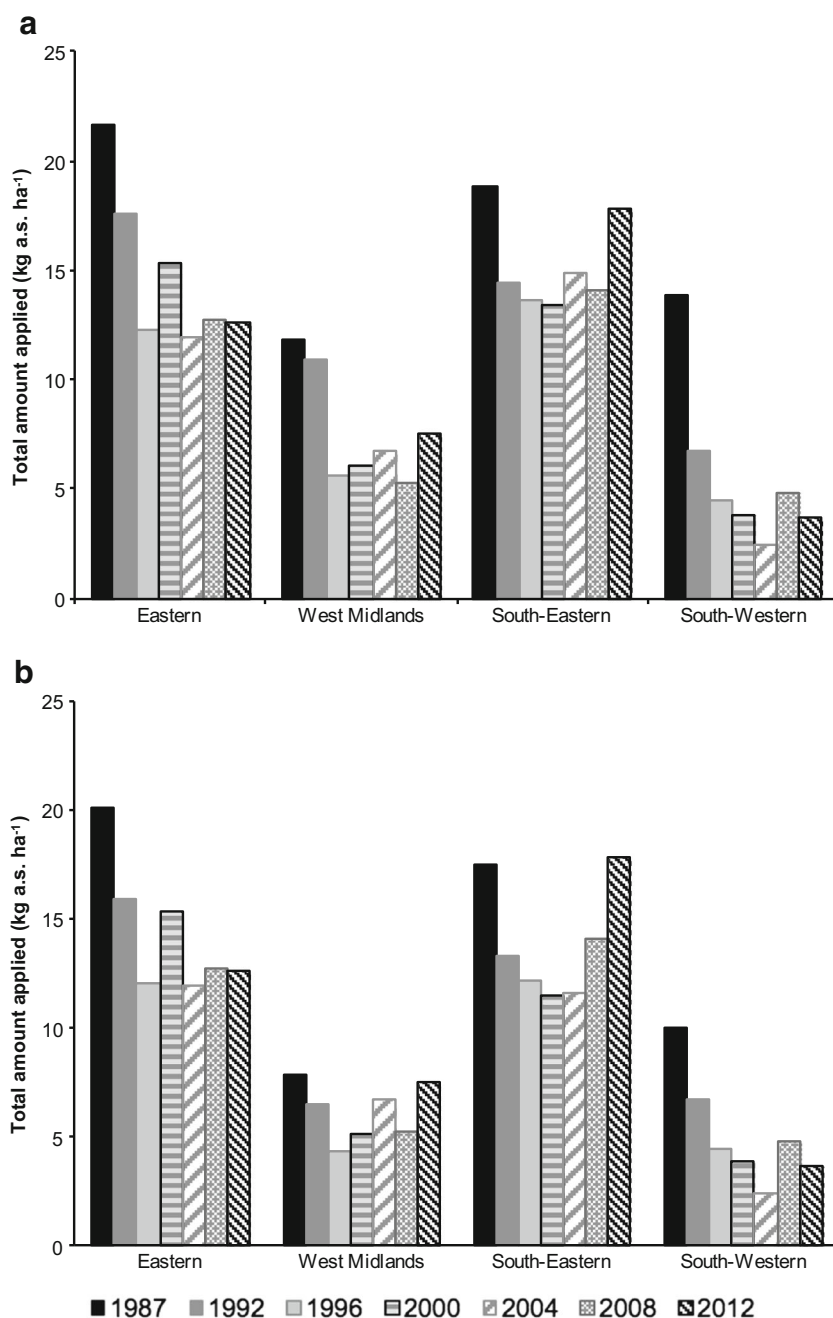 a
Total amount applied (kg a.s. ha⁻¹)
25
20
15
10
5
0
Eastern West Midlands South-Eastern South-Western
b
Total amount applied (kg a.s. ha⁻¹)
25
20
15
10
5
0
Eastern West Midlands South-Eastern South-Western
1987 1992 1996 2000 2004 2008 2012